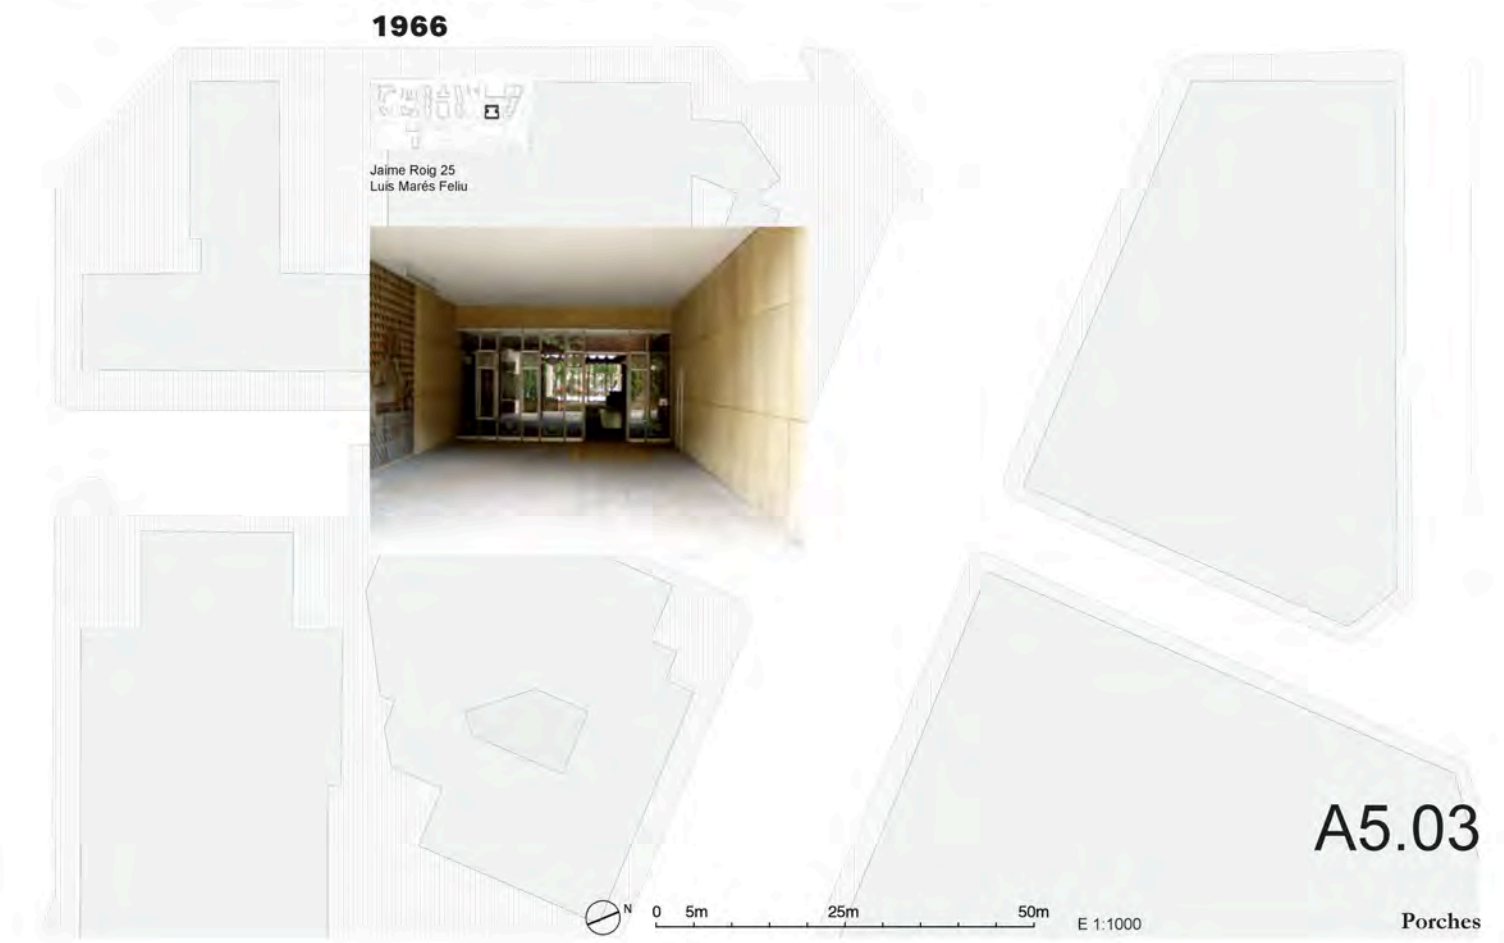 1966
Jaime Roig 25
Luis Marés Feliu
A5.03
N
0 5m 25m 50m
E 1:1000
Porches